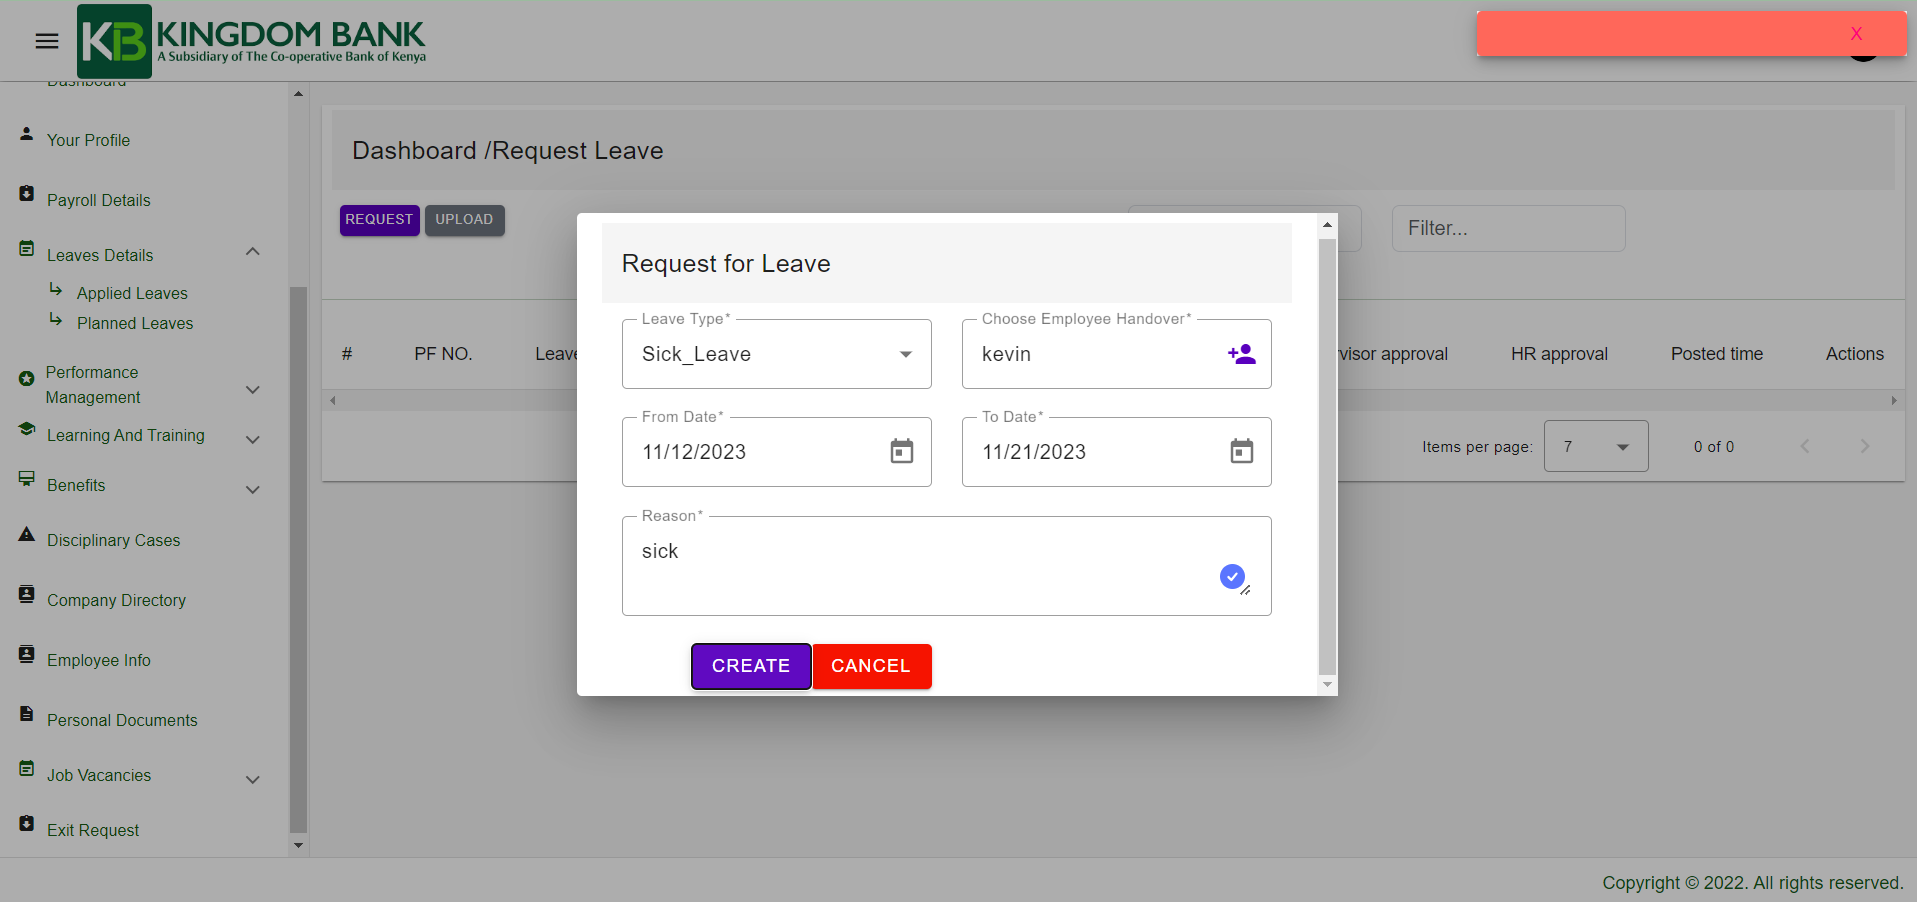 KB KINGDOM BANK
A Subsidiary of The Co-operative Bank of Kenya
X
Dashboard
Your Profile
Payroll Details
Leaves Details
Applied Leaves
Planned Leaves
Performance
Management
Learning And Training
Benefits
Disciplinary Cases
Company Directory
Employee Info
Personal Documents
Job Vacancies
Exit Request
Dashboard /Request Leave
REQUEST UPLOAD
Filter...
# PF NO. Leave visor approval HR approval Posted time Actions
Items per page: 7 0 of 0
Request for Leave
Leave Type* Choose Employee Handover*
Sick_Leave kevin
From Date* To Date*
11/12/2023 11/21/2023
Reason*
sick
CREATE CANCEL
Copyright © 2022. All rights reserved.